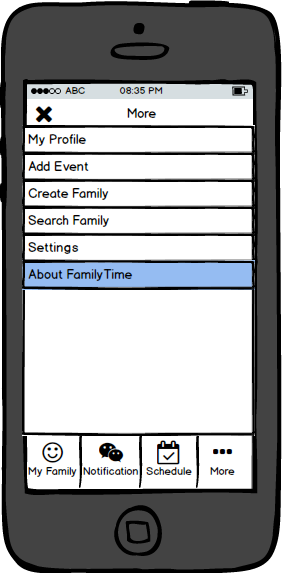 ABC 08:35 PM
More
My Profile
Add Event
Create Family
Search Family
Settings
About FamilyTime
My Family Notification Schedule More